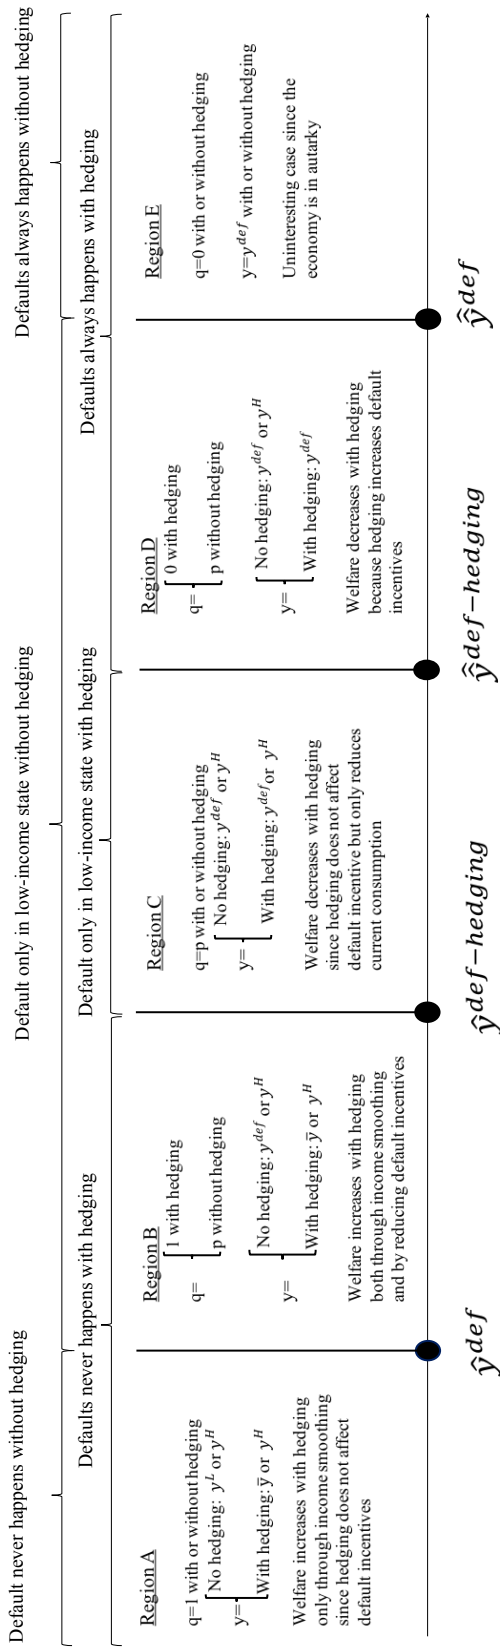 Default never happens without hedging
Default only in low-income state without hedging
Defaults always happens without hedging
Defaults never happens with hedging
Default only in low-income state with hedging
Defaults always happens with hedging
Region A
q=1 with or without hedging
No hedging: y^L or y^H
y=
With hedging: ȳ or y^H
Welfare increases with hedging
only through income smoothing
since hedging does not affect
default incentives
Region B
1 with hedging
q=
p without hedging
No hedging: y^def or y^H
y=
With hedging: ȳ or y^H
Welfare increases with hedging
both through income smoothing
and by reducing default incentives
Region C
q=p with or without hedging
No hedging: y^def or y^H
y=
With hedging: y^def or y^H
Welfare decreases with hedging
since hedging does not affect
default incentive but only reduces
current consumption
Region D
0 with hedging
q=
p without hedging
No hedging: y^def or y^H
y=
With hedging: y^def
Welfare decreases with hedging
because hedging increases default
incentives
Region E
q=0 with or without hedging
y=y^def with or without hedging
Uninteresting case since the
economy is in autarky
ŷ^def
ŷ^def−hedging
ŷ^def−hedging
ŷ^def